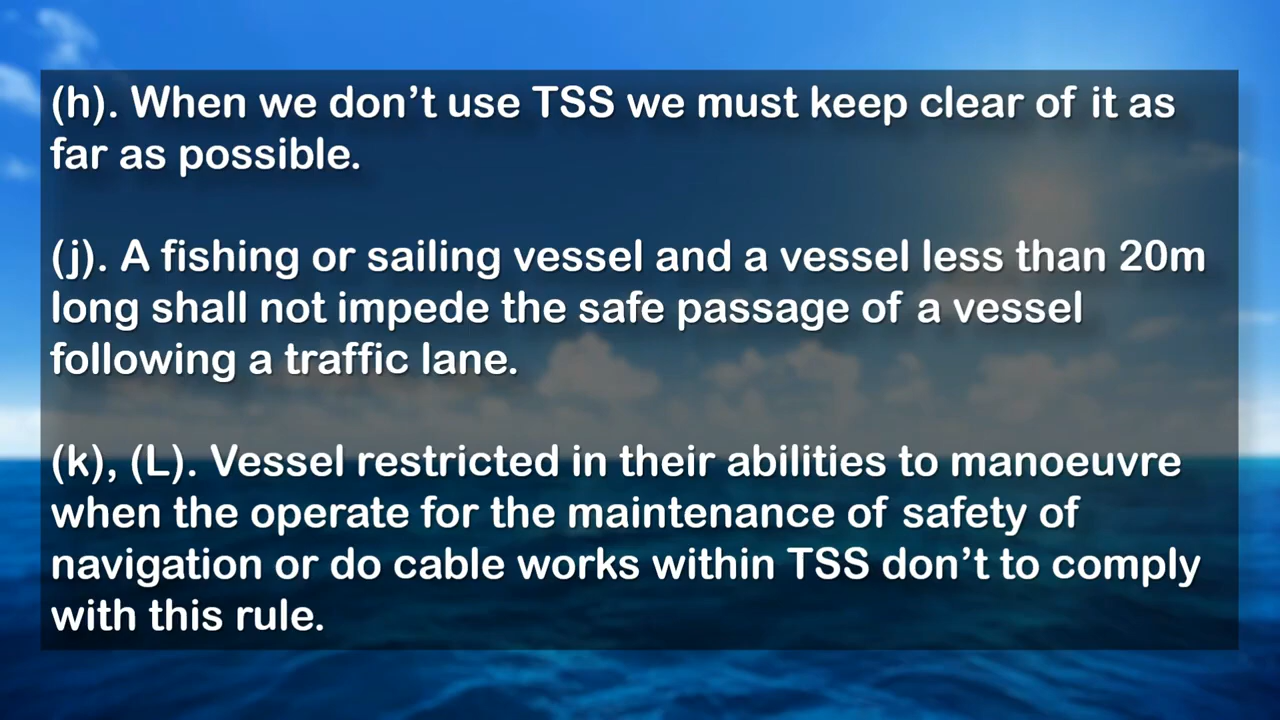 (h). When we don’t use TSS we must keep clear of it as
far as possible.
(j). A fishing or sailing vessel and a vessel less than 20m
long shall not impede the safe passage of a vessel
following a traffic lane.
(k), (L). Vessel restricted in their abilities to manoeuvre
when the operate for the maintenance of safety of
navigation or do cable works within TSS don’t to comply
with this rule.